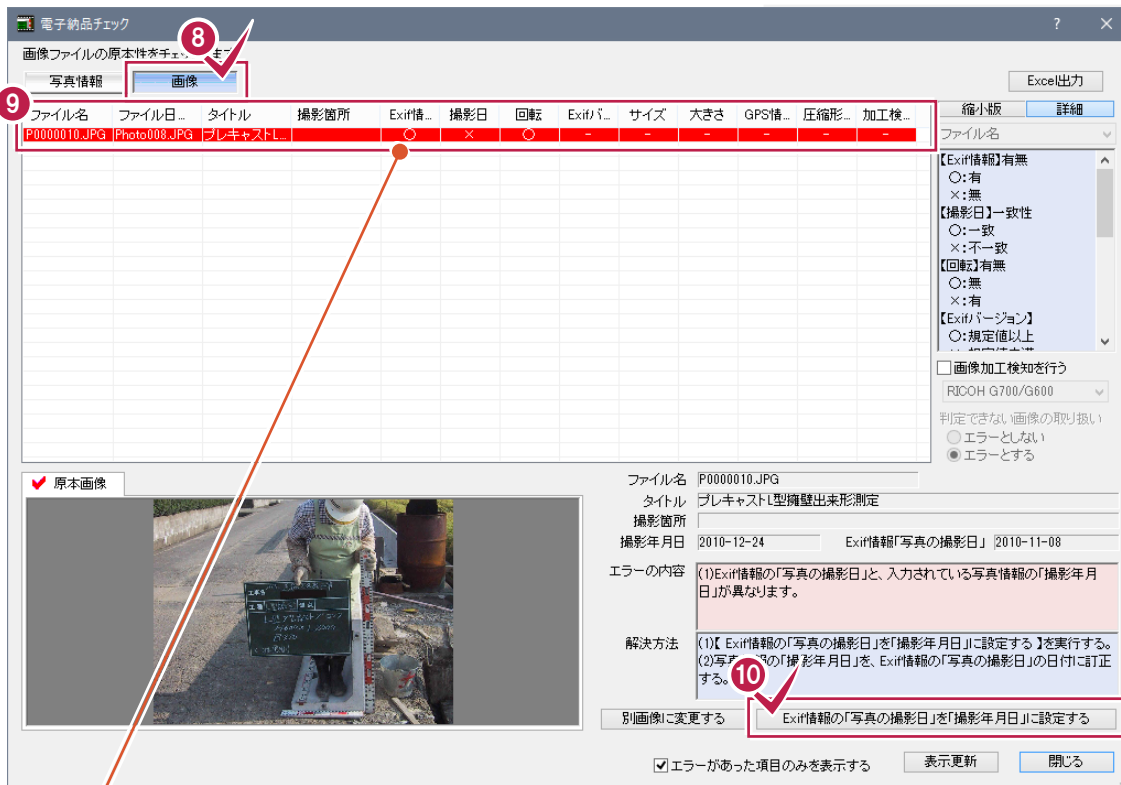 電子納品チェック
?
×
8
画像ファイルの原本性をチェ
写真情報
画像
Excel出力
9
ファイル名 ファイル日... タイトル 撮影箇所 Exif情... 撮影日 回転 Exifバ... サイズ 大きさ GPS情... 圧縮形... 加工検...
P0000010.JPG Photo008.JPG プレキャストL... ○ × ○ - - - - - -
縮小版
詳細
ファイル名
【Exif情報】有無
○:有
×:無
【撮影日】一致性
○:一致
×:不一致
【回転】有無
○:無
×:有
【Exifバージョン】
○:規定値以上
画像加工検知を行う
RICOH G700/G600
判定できない画像の取り扱い
エラーとしない
エラーとする
原本画像
ファイル名 P0000010.JPG
タイトル プレキャストL型擁壁出来形測定
撮影箇所
撮影年月日 2010-12-24 Exif情報「写真の撮影日」 2010-11-08
エラーの内容 (1)Exif情報の「写真の撮影日」と、入力されている写真情報の「撮影年月
日」が異なります。
解決方法 (1)【 Exif情報の「写真の撮影日」を「撮影年月日」に設定する 】を実行する。
(2)写真情報の「撮影年月日」を、Exif情報の「写真の撮影日」の日付に訂正
する。
10
別画像に変更する
Exif情報の「写真の撮影日」を「撮影年月日」に設定する
エラーがあった項目のみを表示する
表示更新
閉じる